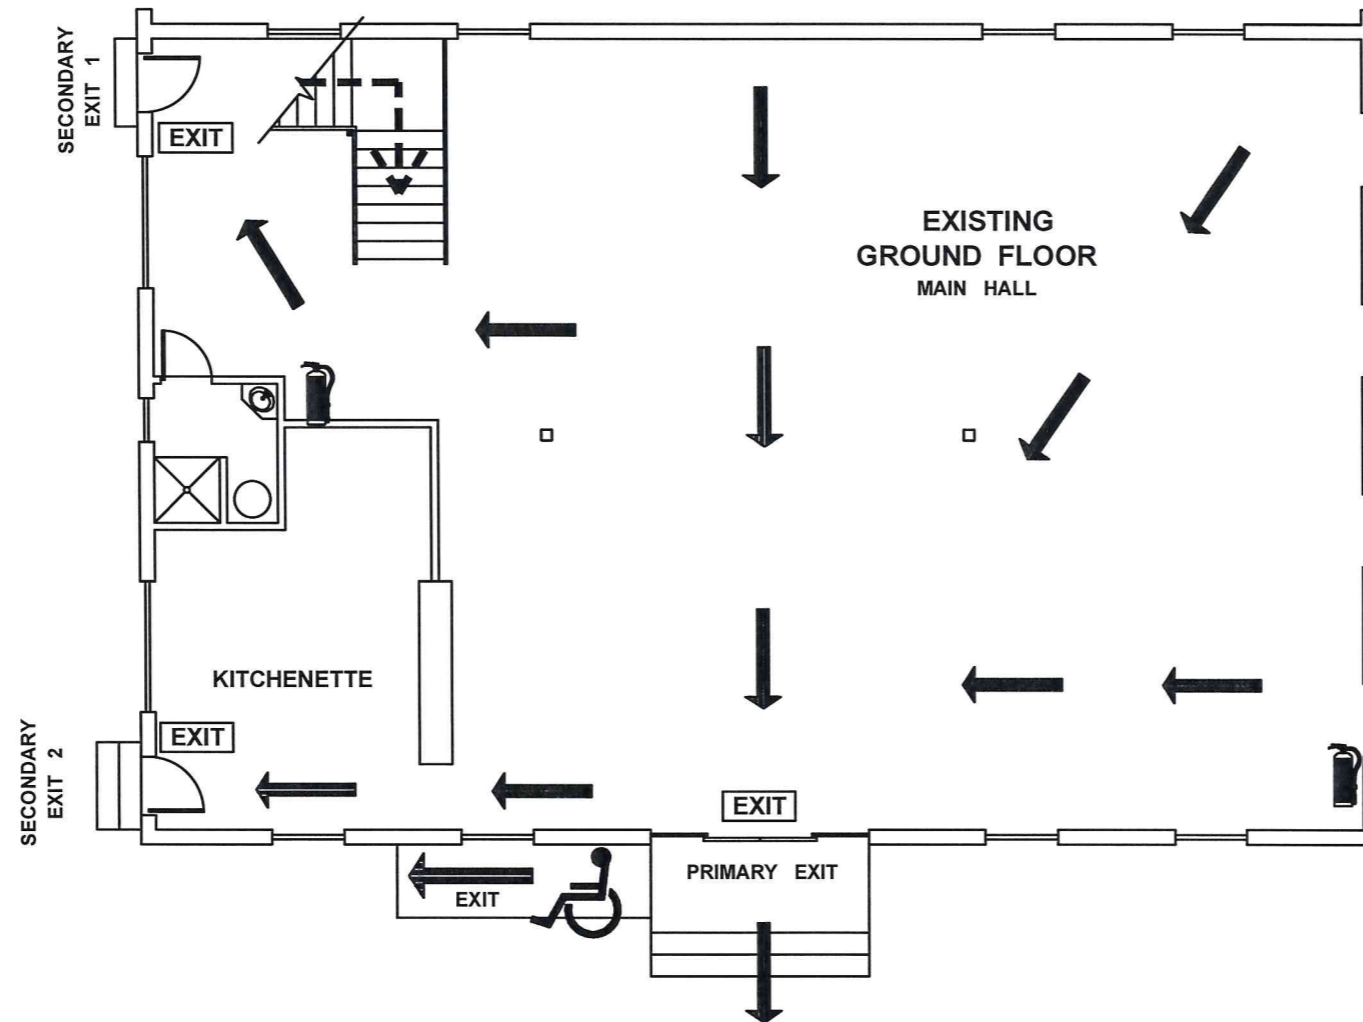 SECONDARY
EXIT 1
EXIT
EXISTING
GROUND FLOOR
MAIN HALL
KITCHENETTE
SECONDARY
EXIT 2
EXIT
EXIT
PRIMARY EXIT
EXIT